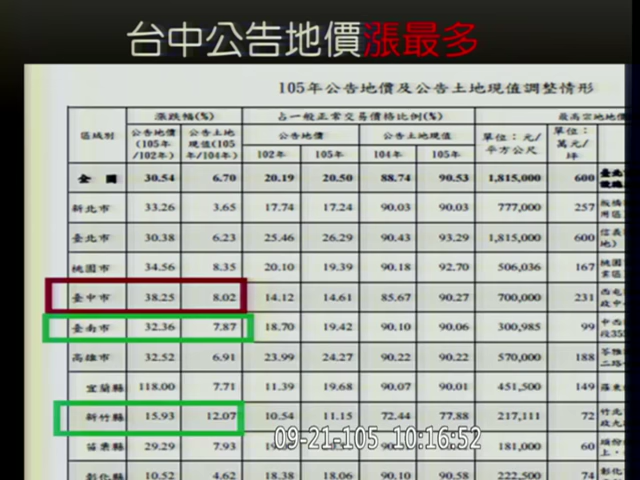 台中公告地價漲最多
105年公告地價及公告土地現值調整情形
區域別 漲跌幅(%) 占一般正常交易價格比例(%)
公告地價(105年/102年) 公告土地現值(105年/104年) 公告地價 公告土地現值 單位：元/平方公尺 單位：萬元/坪
102年 105年 104年 105年
全國 30.54 6.70 20.19 20.50 88.74 90.53 1,815,000 600
新北市 33.26 3.65 17.74 17.24 90.03 90.03 777,000 257
臺北市 30.38 6.23 25.46 26.29 90.43 93.29 1,815,000 600
桃園市 34.56 8.35 20.10 19.39 90.18 92.70 506,036 167
臺中市 38.25 8.02 14.12 14.61 85.67 90.27 700,000 231
臺南市 32.36 7.87 18.70 19.42 90.10 90.06 300,985 99
高雄市 32.52 6.91 23.99 24.27 90.22 90.22 570,000 188
宜蘭縣 118.00 7.71 11.39 19.68 90.07 90.01 451,500 149
新竹縣 15.93 12.07 10.54 11.15 72.44 77.88 217,111 72
苗栗縣 29.29 7.93 181,000 60
09-21-105 10:16:52
彰化縣 10.52 4.62 18.38 18.06 90.10 90.58 222,500 74